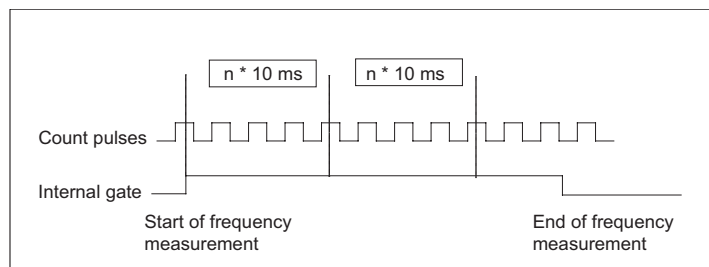 n * 10 ms
n * 10 ms
Count pulses
Internal gate
Start of frequency
measurement
End of frequency
measurement